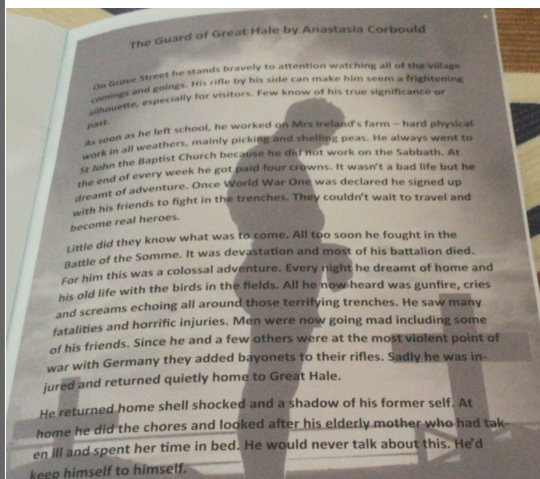 The Guard of Great Hale by Anastasia Corbould
On Grove Street he stands bravely to attention watching all of the village
comings and goings. His rifle by his side can make him seem a frightening
silhouette, especially for visitors. Few know of his true significance or
past.
As soon as he left school, he worked on Mrs Ireland's farm – hard physical
work in all weathers, mainly picking and shelling peas. He always went to
St John the Baptist Church because he did not work on the Sabbath. At
the end of every week he got paid four crowns. It wasn't a bad life but he
dreamt of adventure. Once World War One was declared he signed up
with his friends to fight in the trenches. They couldn't wait to travel and
become real heroes.
Little did they know what was to come. All too soon he fought in the
Battle of the Somme. It was devastation and most of his battalion died.
For him this was a colossal adventure. Every night he dreamt of home and
his old life with the birds in the fields. All he now heard was gunfire, cries
and screams echoing all around those terrifying trenches. He saw many
fatalities and horrific injuries. Men were now going mad including some
of his friends. Since he and a few others were at the most violent point of
war with Germany they added bayonets to their rifles. Sadly he was in-
jured and returned quietly home to Great Hale.
He returned home shell shocked and a shadow of his former self. At
home he did the chores and looked after his elderly mother who had tak-
en ill and spent her time in bed. He would never talk about this. He'd
keep himself to himself.